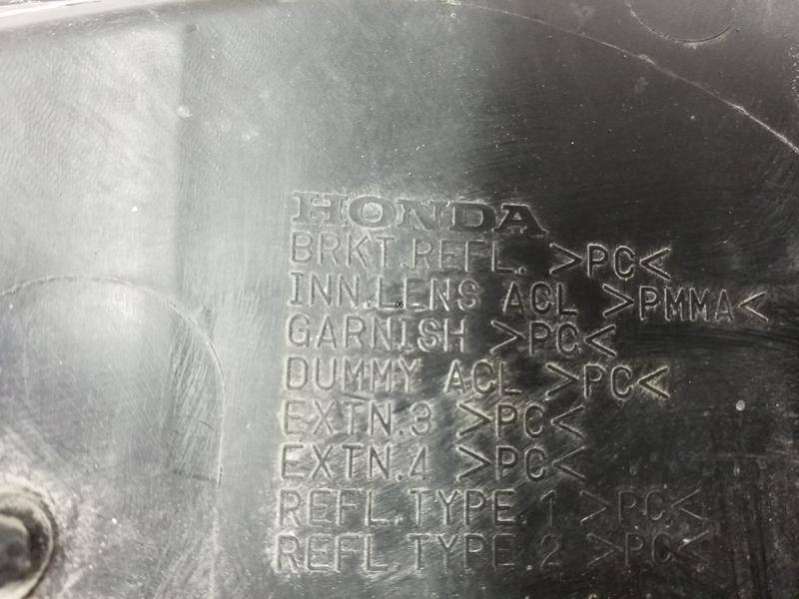 HONDA
BRKT.REFL. >PC<
INN.LENS ACL >PMMA<
GARNISH >PC<
DUMMY ACL >PC<
EXTN.3 >PC<
EXTN.4 >PC<
REFL.TYPE.1 >PC<
REFL.TYPE 2 >PC<